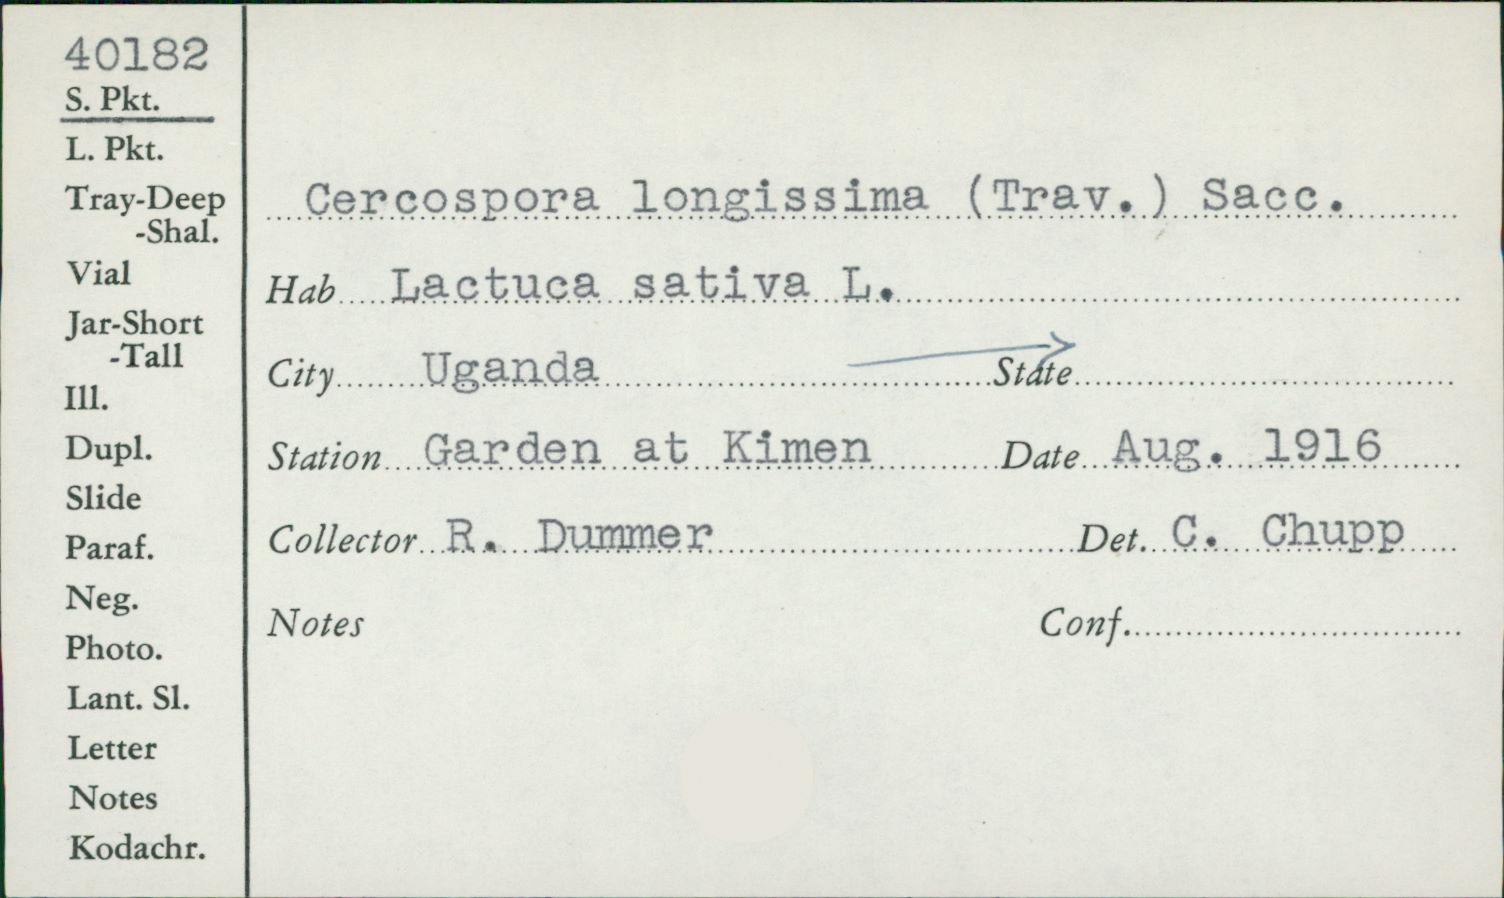 40182
S. Pkt.
L. Pkt.
Tray-Deep
-Shal.
Vial
Jar-Short
-Tall
Ill.
Dupl.
Slide
Paraf.
Neg.
Photo.
Lant. Sl.
Letter
Notes
Kodachr.
Cercospora longissima (Trav.) Sacc.
Hab Lactuca sativa L.
City Uganda State
Station Garden at Kimen Date Aug. 1916
Collector R. Dummer Det. C. Chupp
Notes Conf.